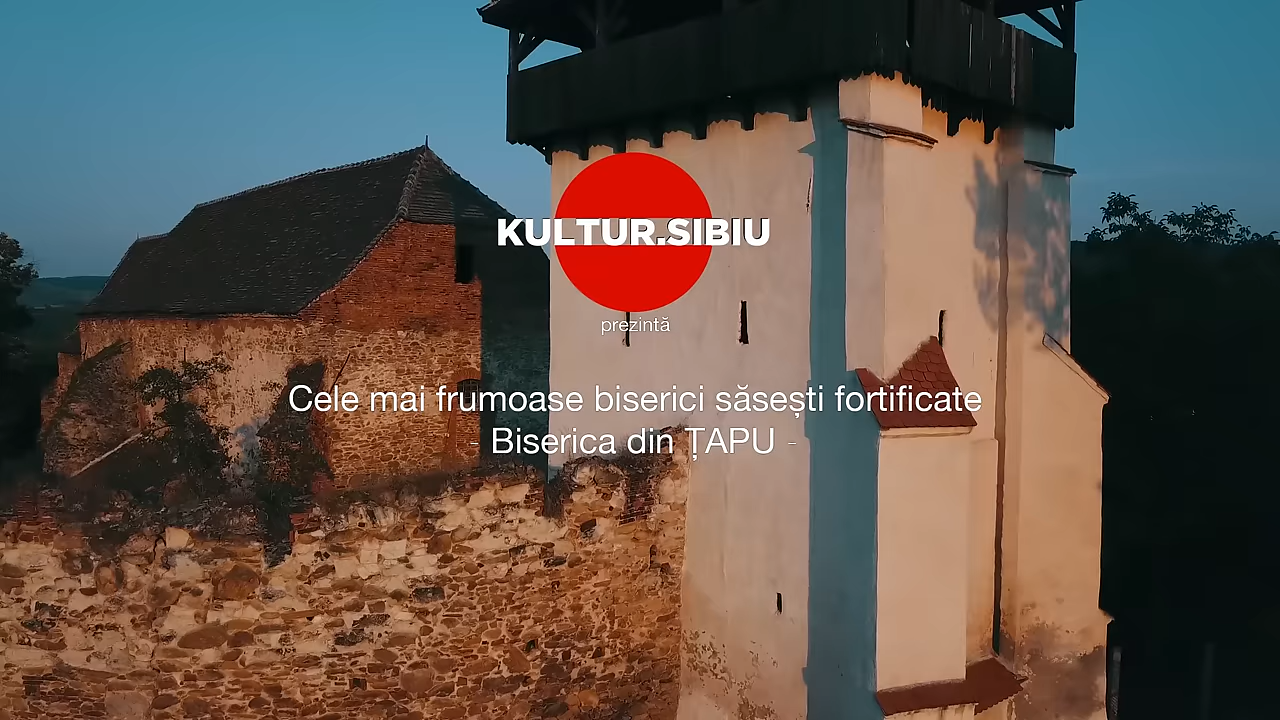 KULTUR.SIBIU
prezintă
Cele mai frumoase biserici săsești fortificate
- Biserica din ȚAPU -